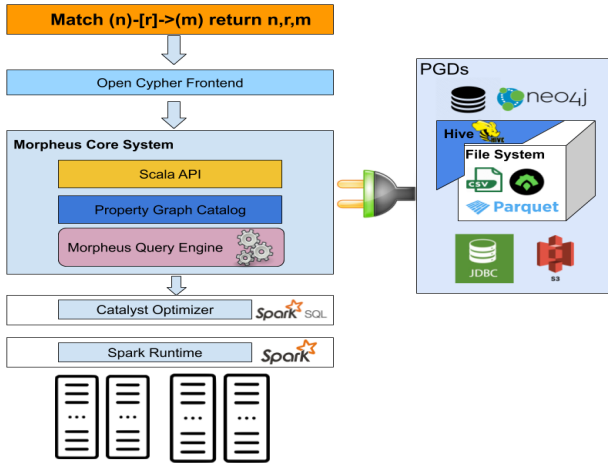 Match (n)-[r]->(m) return n,r,m
Open Cypher Frontend
Morpheus Core System
Scala API
Property Graph Catalog
Morpheus Query Engine
Catalyst Optimizer
Spark SQL
Spark Runtime
Spark
...
...
...
...
PGDs
neo4j
Hive
HIVE
File System
CSV
Parquet
JDBC
S3